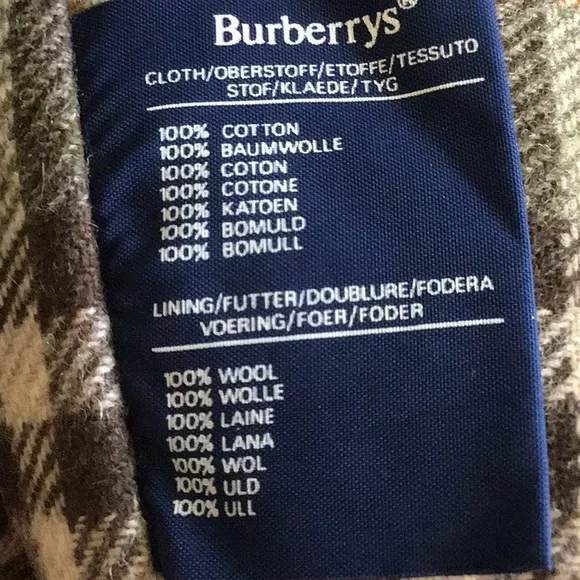 Burberrys®
CLOTH/OBERSTOFF/ETOFFE/TESSUTO
STOF/KLAEDE/TYG
100% COTTON
100% BAUMWOLLE
100% COTON
100% COTONE
100% KATOEN
100% BOMULD
100% BOMULL
LINING/FUTTER/DOUBLURE/FODERA
VOERING/FOER/FODER
100% WOOL
100% WOLLE
100% LAINE
100% LANA
100% WOL
100% ULD
100% ULL